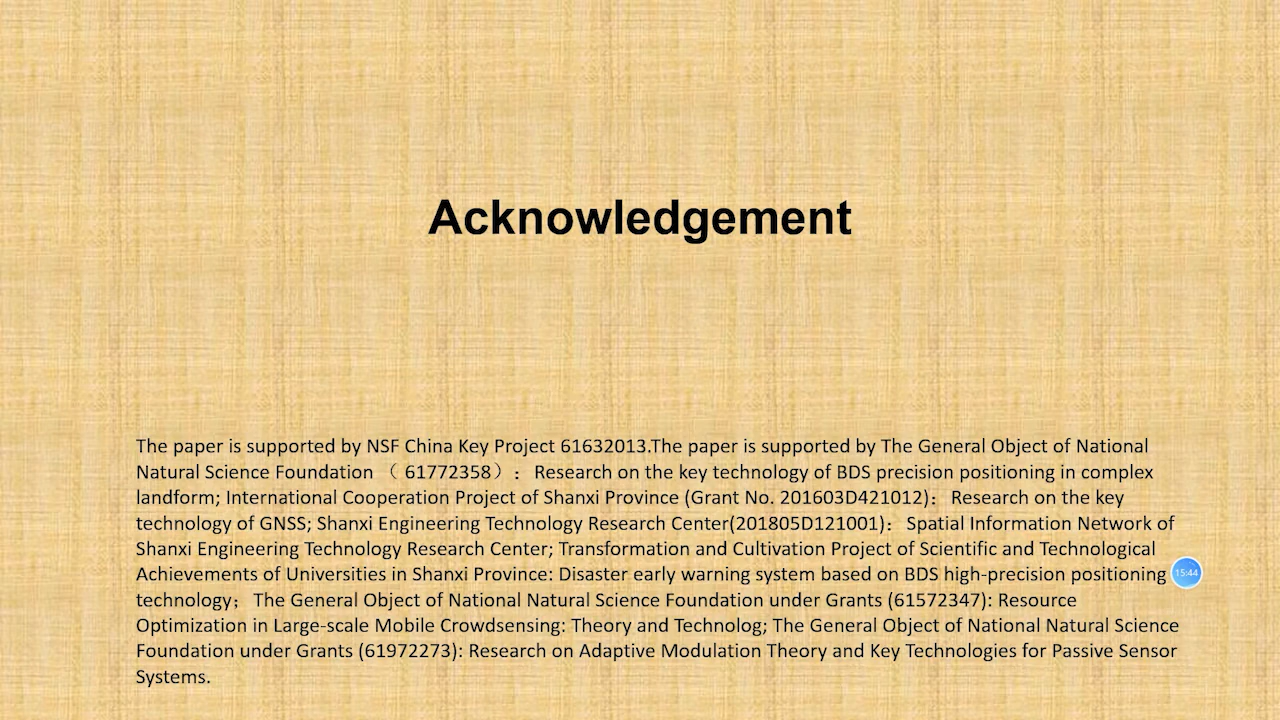 Acknowledgement
The paper is supported by NSF China Key Project 61632013.The paper is supported by The General Object of National
Natural Science Foundation （ 61772358）： Research on the key technology of BDS precision positioning in complex
landform; International Cooperation Project of Shanxi Province (Grant No. 201603D421012)： Research on the key
technology of GNSS; Shanxi Engineering Technology Research Center(201805D121001)： Spatial Information Network of
Shanxi Engineering Technology Research Center; Transformation and Cultivation Project of Scientific and Technological
Achievements of Universities in Shanxi Province: Disaster early warning system based on BDS high-precision positioning
15:44
technology； The General Object of National Natural Science Foundation under Grants (61572347): Resource
Optimization in Large-scale Mobile Crowdsensing: Theory and Technolog; The General Object of National Natural Science
Foundation under Grants (61972273): Research on Adaptive Modulation Theory and Key Technologies for Passive Sensor
Systems.